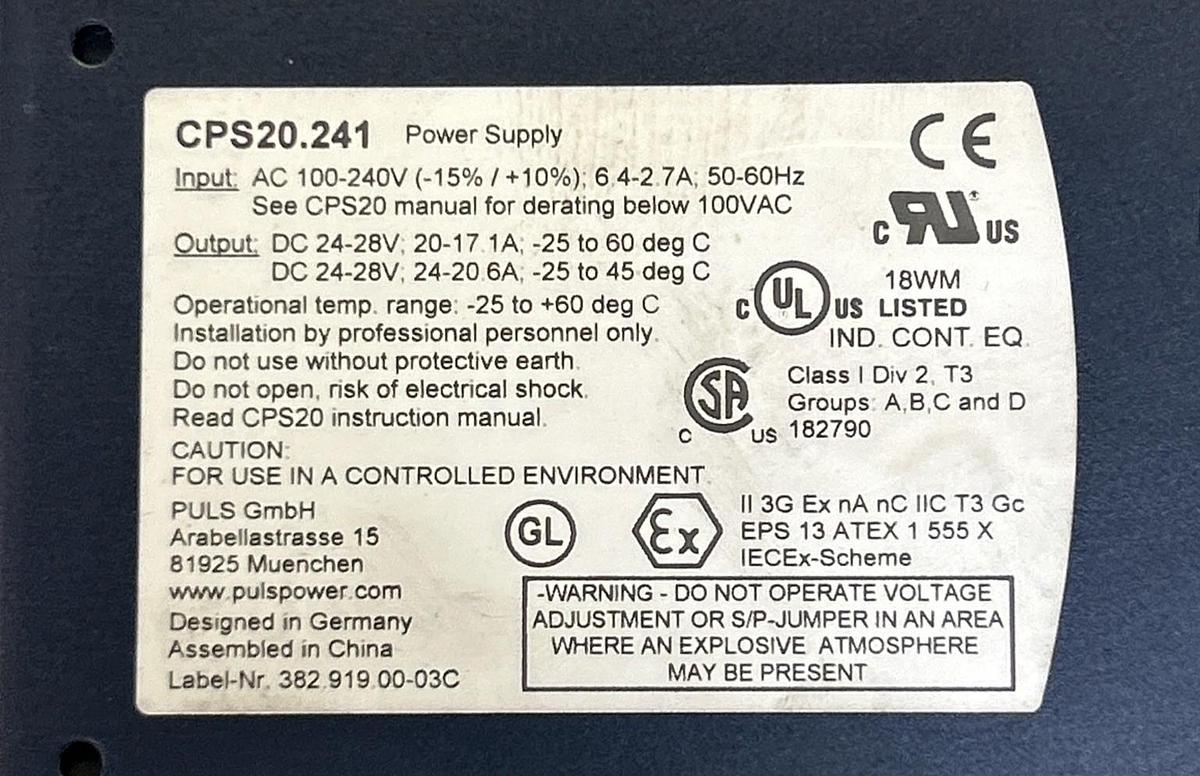 CPS20.241 Power Supply
Input: AC 100-240V (-15% / +10%); 6.4-2.7A; 50-60Hz
See CPS20 manual for derating below 100VAC
Output: DC 24-28V; 20-17.1A; -25 to 60 deg C
DC 24-28V; 24-20.6A; -25 to 45 deg C
Operational temp. range: -25 to +60 deg C
Installation by professional personnel only.
Do not use without protective earth.
Do not open, risk of electrical shock.
Read CPS20 instruction manual.
CAUTION:
FOR USE IN A CONTROLLED ENVIRONMENT.
PULS GmbH
Arabellastrasse 15
81925 Muenchen
www.pulspower.com
Designed in Germany
Assembled in China
Label-Nr. 382.919.00-03C
CE
C RU® US
C UL® US 18WM
LISTED
IND. CONT. EQ.
C SA US Class I Div 2, T3
Groups: A,B,C and D
182790
GL
Ex II 3G Ex nA nC IIC T3 Gc
EPS 13 ATEX 1 555 X
IECEx-Scheme
-WARNING - DO NOT OPERATE VOLTAGE
ADJUSTMENT OR S/P-JUMPER IN AN AREA
WHERE AN EXPLOSIVE ATMOSPHERE
MAY BE PRESENT